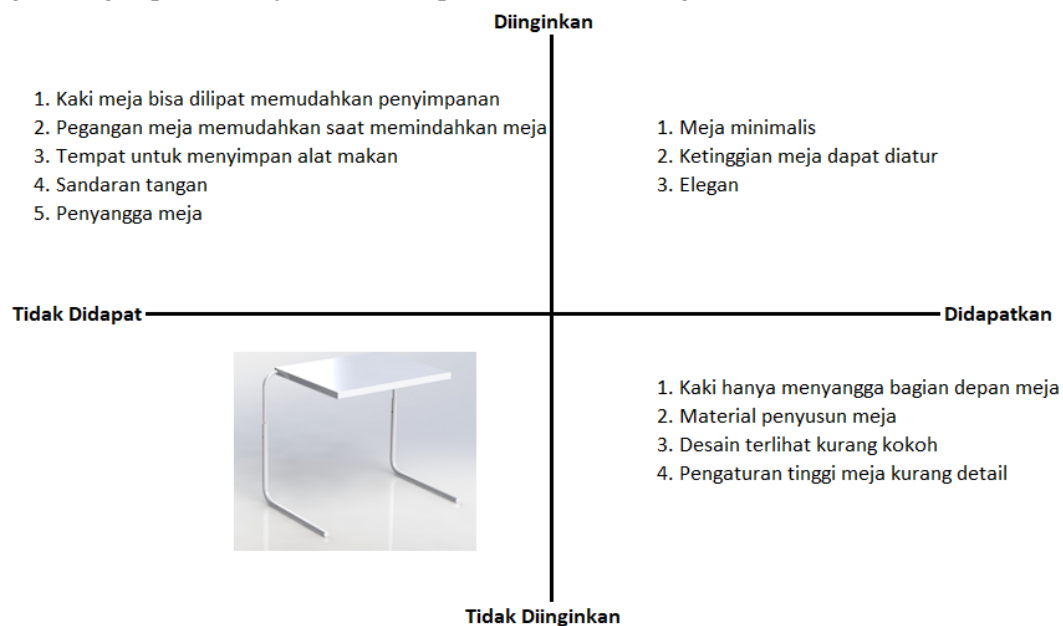 Diinginkan
1. Kaki meja bisa dilipat memudahkan penyimpanan
2. Pegangan meja memudahkan saat memindahkan meja
3. Tempat untuk menyimpan alat makan
4. Sandaran tangan
5. Penyangga meja
1. Meja minimalis
2. Ketinggian meja dapat diatur
3. Elegan
Tidak Didapat
Didapatkan
1. Kaki hanya menyangga bagian depan meja
2. Material penyusun meja
3. Desain terlihat kurang kokoh
4. Pengaturan tinggi meja kurang detail
Tidak Diinginkan